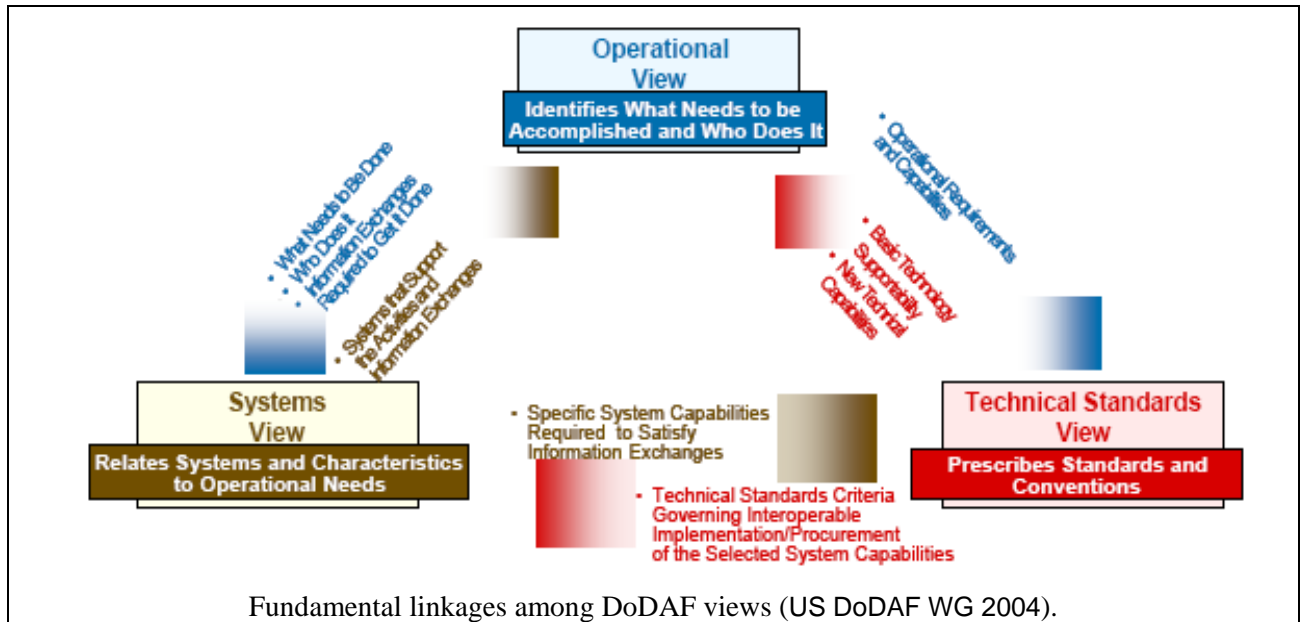 Operational
View
Identifies What Needs to be
Accomplished and Who Does It
• What Needs to Be Done
• Who Does It
• Information Exchanges
Required to Get It Done
• Systems that Support
the Activities and
Information Exchanges
• Operational Requirements
and Capabilities
• Basic Technology
Supportability
• New Technical
Capabilities
Systems
View
Relates Systems and Characteristics
to Operational Needs
• Specific System Capabilities
Required to Satisfy
Information Exchanges
• Technical Standards Criteria
Governing Interoperable
Implementation/Procurement
of the Selected System Capabilities
Technical Standards
View
Prescribes Standards and
Conventions
Fundamental linkages among DoDAF views (US DoDAF WG 2004).